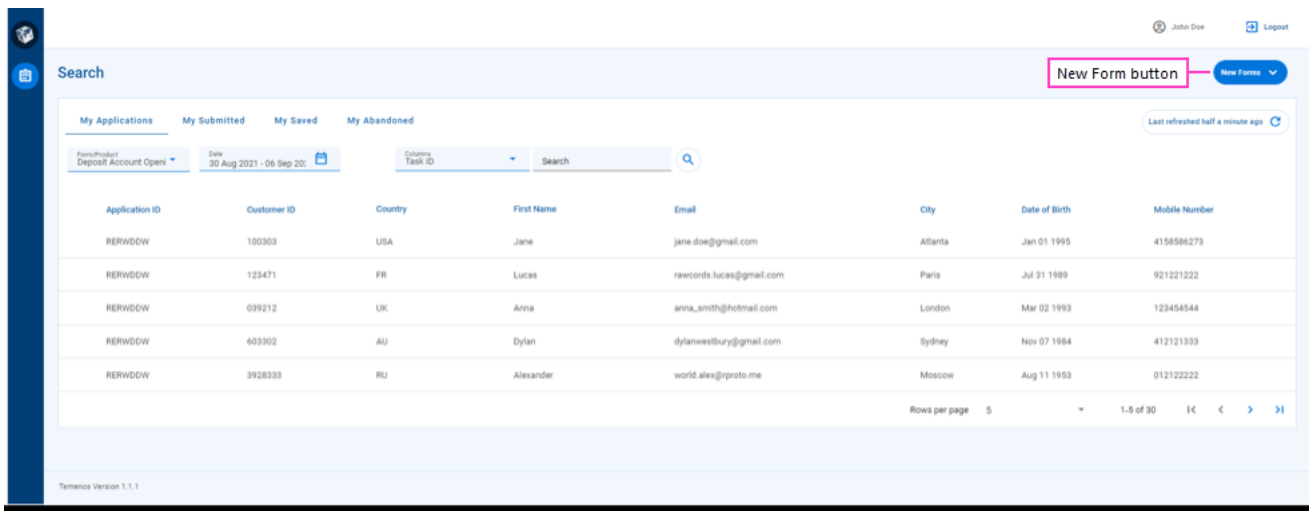 John Doe Logout
Search New Form button New Forms
My Applications My Submitted My Saved My Abandoned Last refreshed half a minute ago
Form/Product Date Columns
Deposit Account Openi 30 Aug 2021 - 06 Sep 202 Task ID Search
Application ID Customer ID Country First Name Email City Date of Birth Mobile Number
RERWDDW 100303 USA Jane jane.doe@gmail.com Atlanta Jan 01 1995 4158586273
RERWDDW 123471 FR Lucas rawcords.lucas@gmail.com Paris Jul 31 1989 921221222
RERWDDW 039212 UK Anna anna_smith@hotmail.com London Mar 02 1993 123454544
RERWDDW 603302 AU Dylan dylanwestbury@gmail.com Sydney Nov 07 1984 412121333
RERWDDW 3928333 RU Alexander world.alex@rproto.me Moscow Aug 11 1953 012122222
Rows per page 5 1-5 of 30
Temenos Version 1.1.1